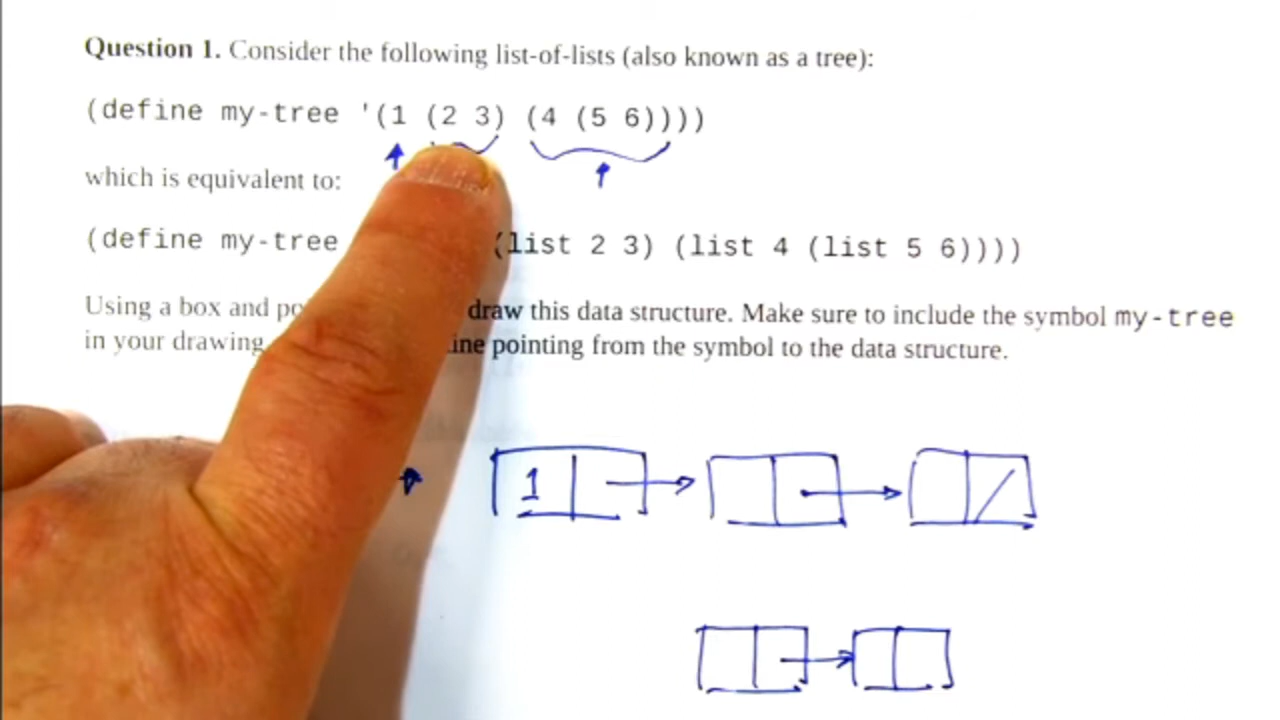 Question 1. Consider the following list-of-lists (also known as a tree):
(define my-tree '(1 (2 3) (4 (5 6))))
which is equivalent to:
(define my-tree (list 2 3) (list 4 (list 5 6))))
Using a box and draw this data structure. Make sure to include the symbol my-tree
in your drawing pointing from the symbol to the data structure.
1